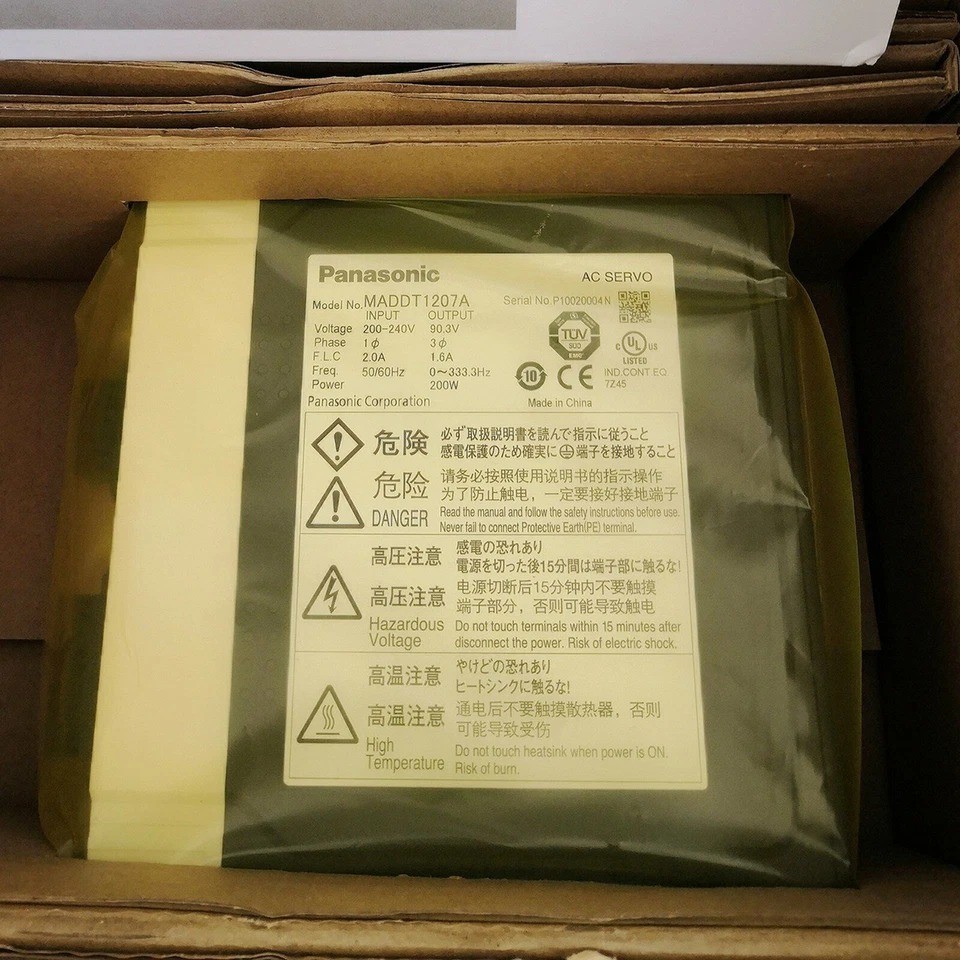 Panasonic
AC SERVO
Model No. MADDT1207A
Serial No. P10020004N
INPUT OUTPUT
Voltage 200-240V 90.3V
Phase 1ϕ 3ϕ
F.L.C 2.0A 1.6A
Freq. 50/60Hz 0~333.3Hz
Power 200W
TÜV
SÜD
EMC
C UL US
LISTED
IND.CONT.EQ.
7Z45
10
CE
Panasonic Corporation
Made in China
危険
必ず取扱説明書を読んで指示に従うこと
感電保護のため確実に端子を接地すること
危险
请务必按照使用说明书的指示操作
为了防止触电，一定要接好接地端子
DANGER
Read the manual and follow the safety instructions before use.
Never fail to connect Protective Earth(PE) terminal.
高圧注意
感電の恐れあり
電源を切った後15分間は端子部に触るな!
高压注意
电源切断后15分钟内不要触摸
端子部分，否则可能导致触电
Hazardous
Voltage
Do not touch terminals within 15 minutes after
disconnect the power. Risk of electric shock.
高温注意
やけどの恐れあり
ヒートシンクに触るな!
高温注意
通电后不要触摸散热器，否则
可能导致受伤
High
Temperature
Do not touch heatsink when power is ON.
Risk of burn.